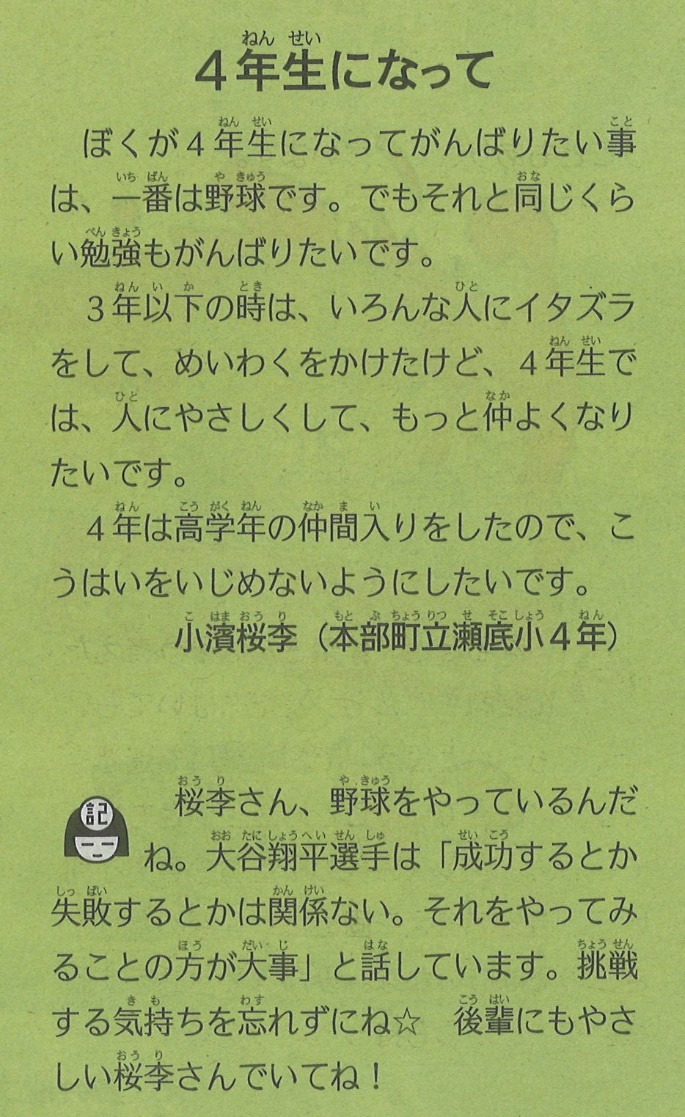 4年生になって
ぼくが4年生になってがんばりたい事
は、一番は野球です。でもそれと同じくら
い勉強もがんばりたいです。
3年以下の時は、いろんな人にイタズラ
をして、めいわくをかけたけど、4年生で
は、人にやさしくして、もっと仲よくなり
たいです。
4年は高学年の仲間入りをしたので、こ
うはいをいじめないようにしたいです。
小濱桜李（本部町立瀬底小4年）
記
桜李さん、野球をやっているんだ
ね。大谷翔平選手は「成功するとか
失敗するとかは関係ない。それをやってみ
ることの方が大事」と話しています。挑戦
する気持ちを忘れずにね☆　後輩にもやさ
しい桜李さんでいてね！